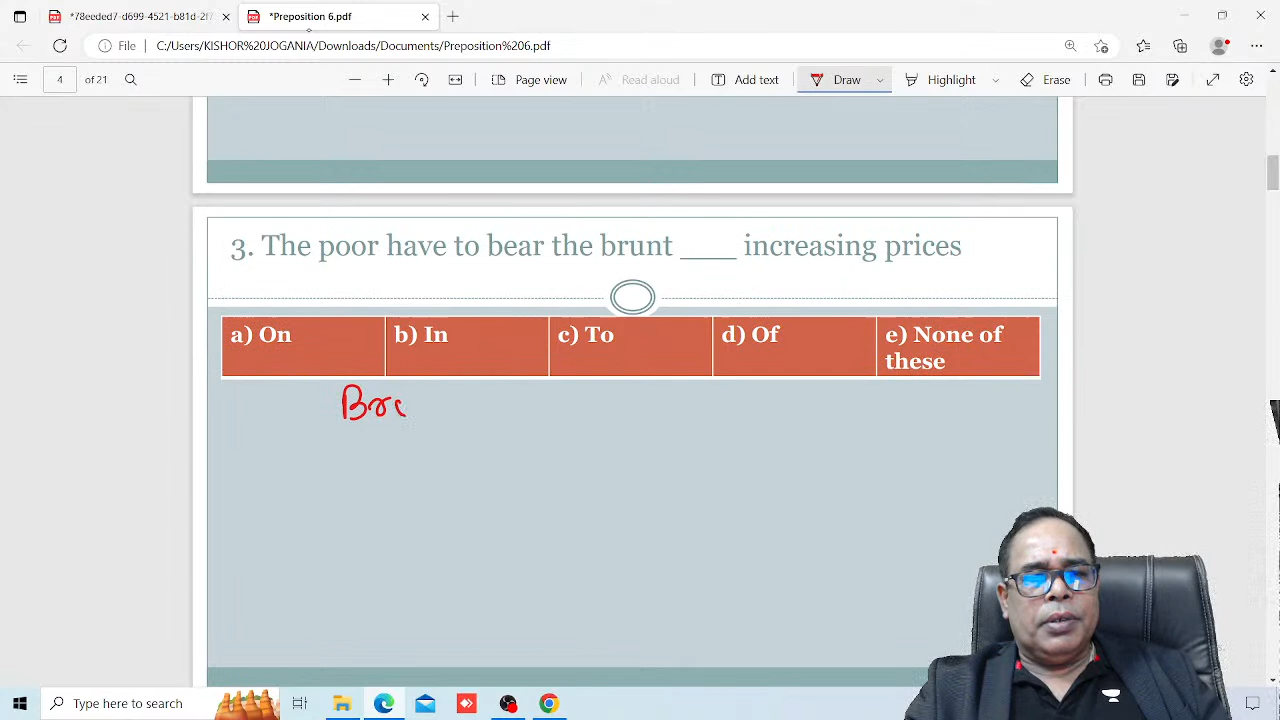 *78eeded7-d699-4521-b81d-2f7
*Preposition 6.pdf
File
C:/Users/KISHOR%20JOGANIA/Downloads/Documents/Preposition%206.pdf
4 of 21
Page view
Read aloud
Add text
Draw
Highlight
Erase
3. The poor have to bear the brunt ____ increasing prices
a) On
b) In
c) To
d) Of
e) None of
these
Type here to search